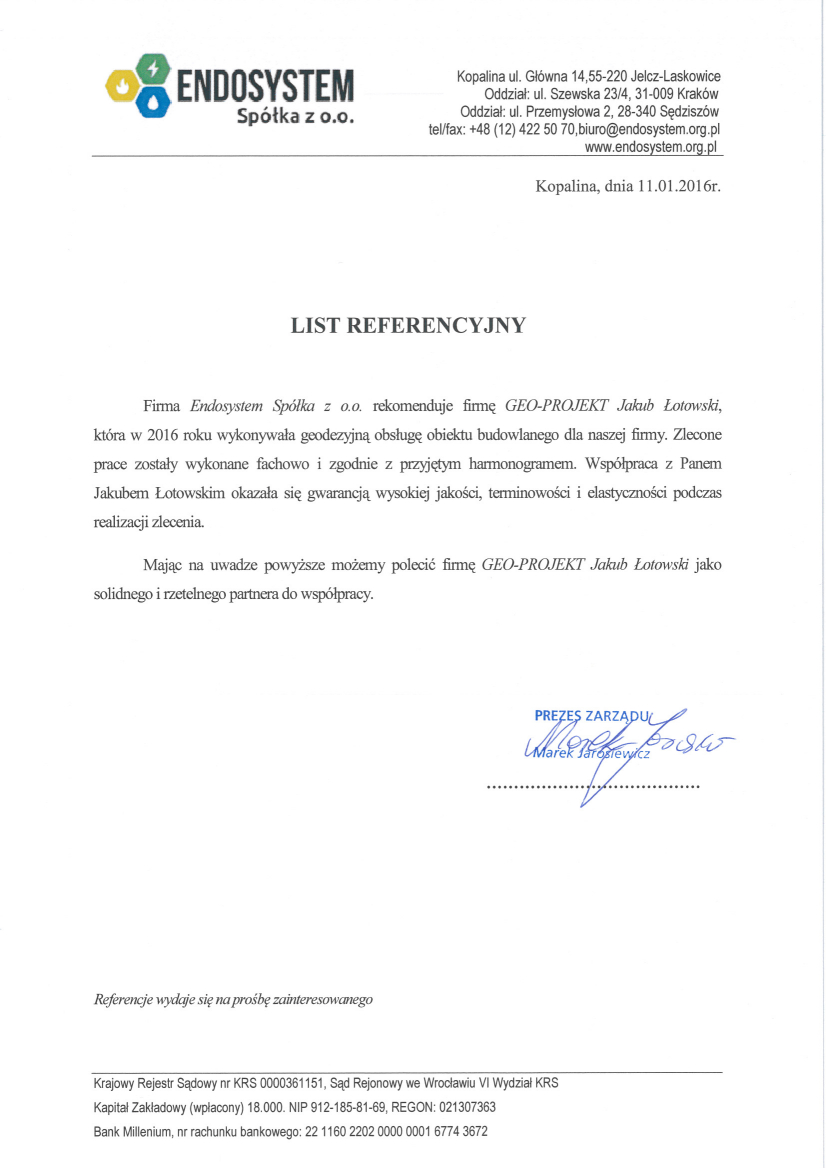 ENDOSYSTEM
Spółka z o.o.
Kopalina ul. Główna 14,55-220 Jelcz-Laskowice
Oddział: ul. Szewska 23/4, 31-009 Kraków
Oddział: ul. Przemysłowa 2, 28-340 Sędziszów
tel/fax: +48 (12) 422 50 70,biuro@endosystem.org.pl
www.endosystem.org.pl
Kopalina, dnia 11.01.2016r.
LIST REFERENCYJNY
Firma Endosystem Spółka z o.o. rekomenduje firmę GEO-PROJEKT Jakub Łotowski,
która w 2016 roku wykonywała geodezyjną obsługę obiektu budowlanego dla naszej firmy. Zlecone
prace zostały wykonane fachowo i zgodnie z przyjętym harmonogramem. Współpraca z Panem
Jakubem Łotowskim okazała się gwarancją wysokiej jakości, terminowości i elastyczności podczas
realizacji zlecenia.
Mając na uwadze powyższe możemy polecić firmę GEO-PROJEKT Jakub Łotowski jako
solidnego i rzetelnego partnera do współpracy.
PREZES ZARZĄDU
Marek Jarosiewicz
Referencje wydaje się na prośbę zainteresowanego
Krajowy Rejestr Sądowy nr KRS 0000361151, Sąd Rejonowy we Wrocławiu VI Wydział KRS
Kapitał Zakładowy (wpłacony) 18.000. NIP 912-185-81-69, REGON: 021307363
Bank Millenium, nr rachunku bankowego: 22 1160 2202 0000 0001 6774 3672